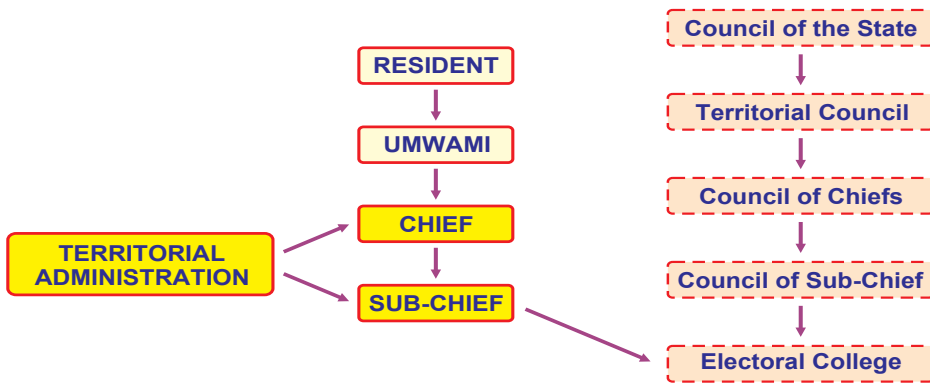 RESIDENT
UMWAMI
CHIEF
SUB-CHIEF
TERRITORIAL
ADMINISTRATION
Council of the State
Territorial Council
Council of Chiefs
Council of Sub-Chief
Electoral College